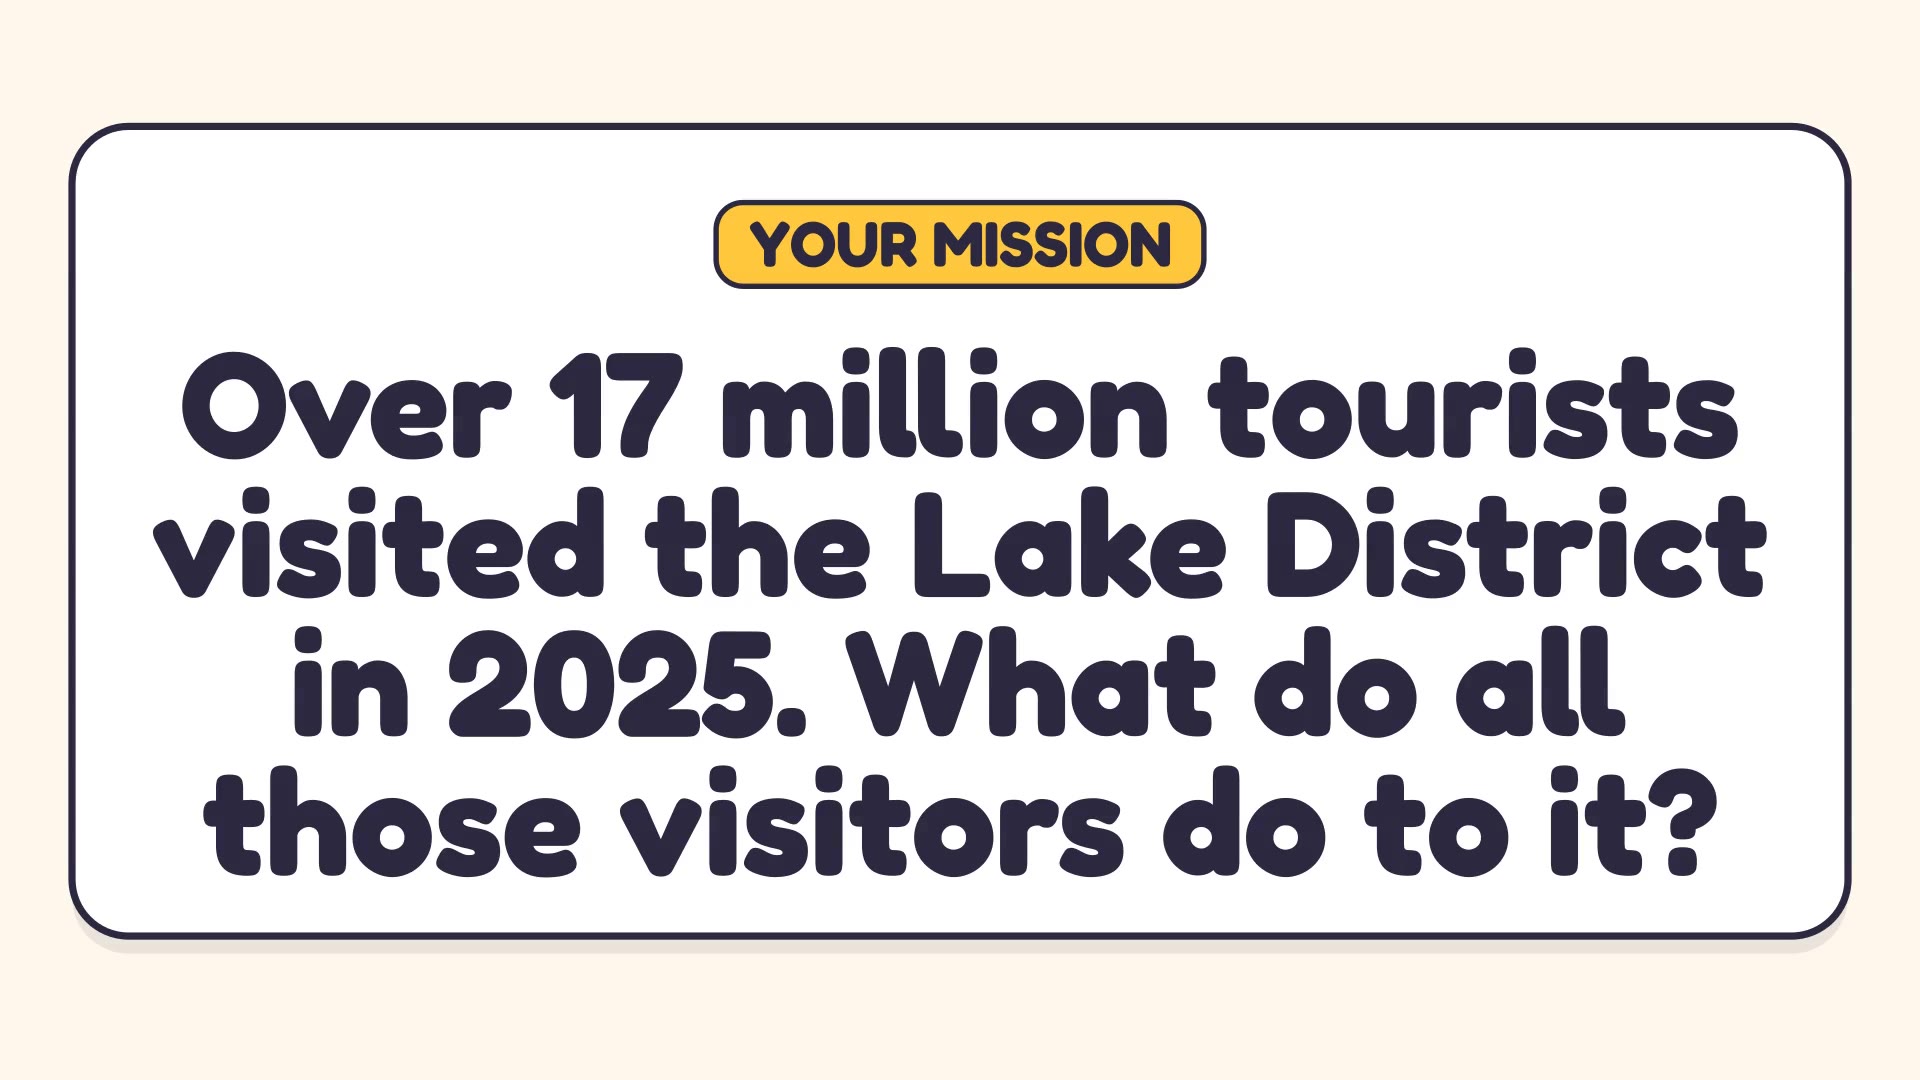 YOUR MISSION
Over 17 million tourists
visited the Lake District
in 2025. What do all
those visitors do to it?